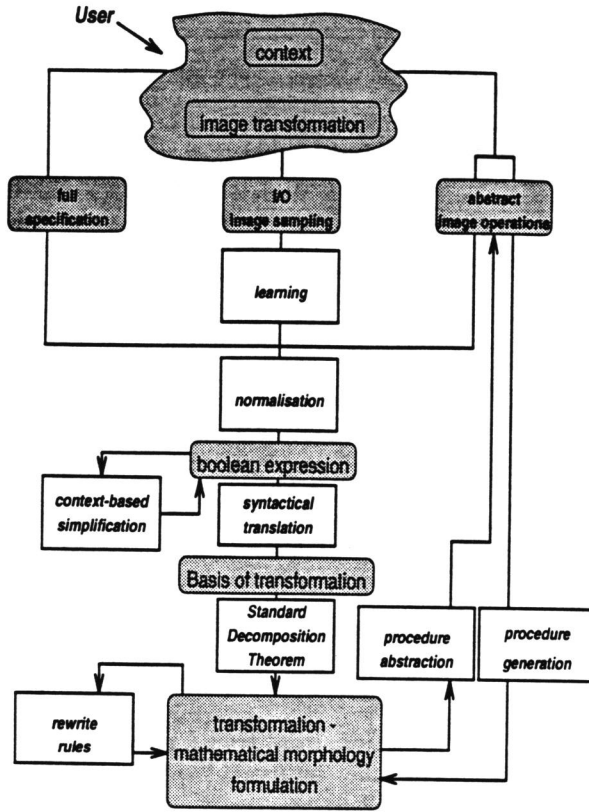 User
context
image transformation
full
specification
I/O
image sampling
abstract
image operations
learning
normalisation
boolean expression
context-based
simplification
syntactical
translation
Basis of transformation
Standard
Decomposition
Theorem
procedure
abstraction
procedure
generation
rewrite
rules
transformation -
mathematical morphology
formulation